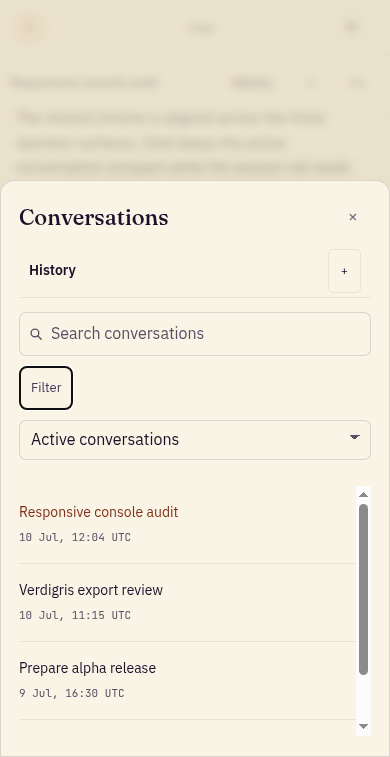 Conversations
×
History
+
Search conversations
Filter
Active conversations
Responsive console audit
10 Jul, 12:04 UTC
Verdigris export review
10 Jul, 11:15 UTC
Prepare alpha release
9 Jul, 16:30 UTC